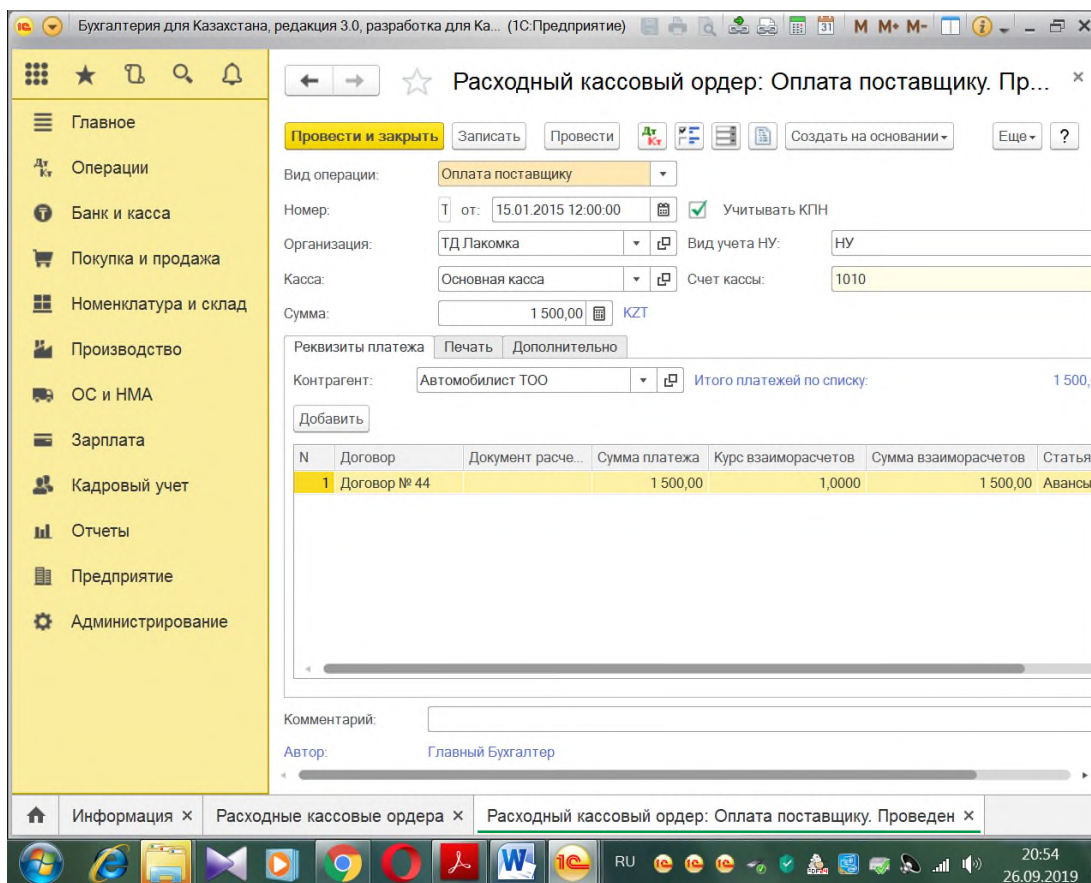 Бухгалтерия для Казахстана, редакция 3.0, разработка для Ка... (1С:Предприятие) 31 M M+ M-
Расходный кассовый ордер: Оплата поставщику. Пр...
Главное
Операции
Банк и касса
Покупка и продажа
Номенклатура и склад
Производство
ОС и НМА
Зарплата
Кадровый учет
Отчеты
Предприятие
Администрирование
Провести и закрыть Записать Провести Дт Кт Создать на основании Еще ?
Вид операции: Оплата поставщику
Номер: Т от: 15.01.2015 12:00:00 Учитывать КПН
Организация: ТД Лакомка Вид учета НУ: НУ
Касса: Основная касса Счет кассы: 1010
Сумма: 1 500,00 KZT
Реквизиты платежа Печать Дополнительно
Контрагент: Автомобилист ТОО Итого платежей по списку: 1 500,
Добавить
N Договор Документ расче... Сумма платежа Курс взаиморасчетов Сумма взаиморасчетов Статья
1 Договор № 44 1 500,00 1,0000 1 500,00 Авансы
Комментарий:
Автор: Главный Бухгалтер
Информация × Расходные кассовые ордера × Расходный кассовый ордер: Оплата поставщику. Проведен ×
RU 20:54
26.09.2019